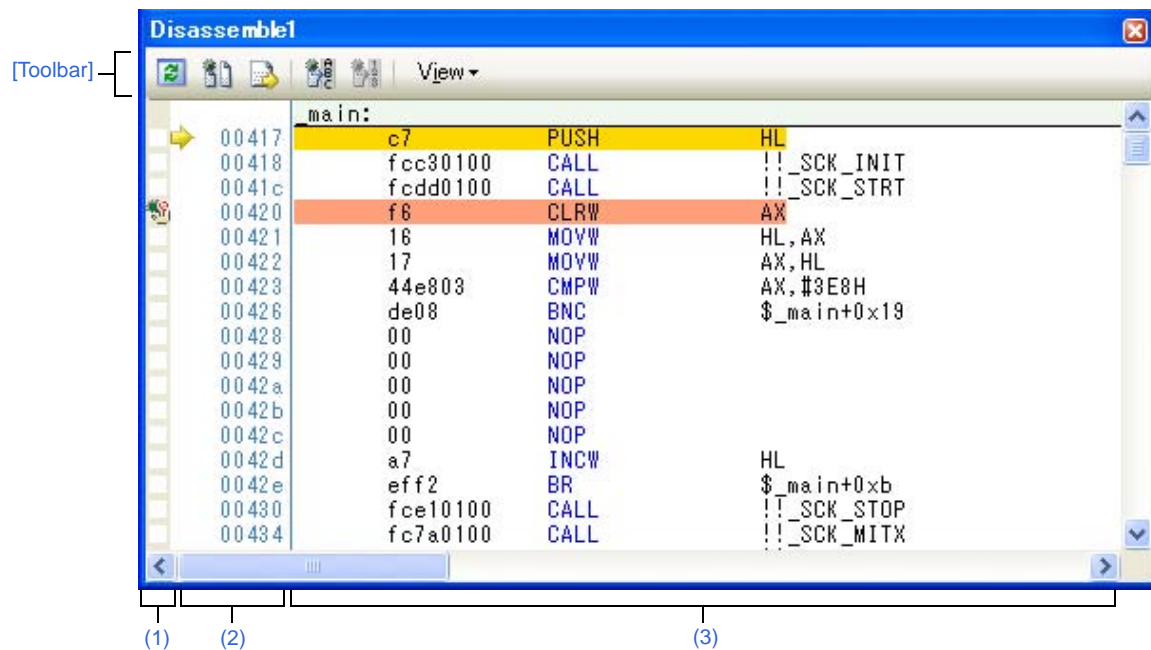 Disassemble1
[Toolbar]
View
_main:
00417 c7 PUSH HL
00418 fcc30100 CALL !!_SCK_INIT
0041c fcdd0100 CALL !!_SCK_STRT
00420 f6 CLRW AX
00421 16 MOVW HL,AX
00422 17 MOVW AX,HL
00423 44e803 CMPW AX,#3E8H
00426 de08 BNC $_main+0x19
00428 00 NOP
00429 00 NOP
0042a 00 NOP
0042b 00 NOP
0042c 00 NOP
0042d a7 INCW HL
0042e eff2 BR $_main+0xb
00430 fce10100 CALL !!_SCK_STOP
00434 fc7a0100 CALL !!_SCK_MITX
(1) (2) (3)